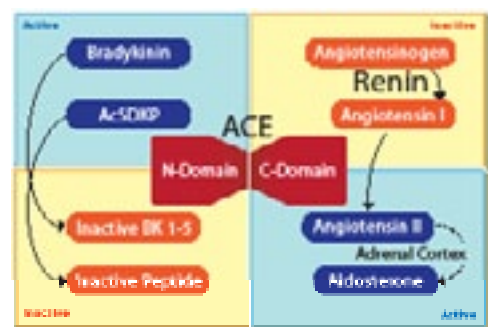 Active
Inactive
Bradykinin
Angiotensinogen
Renin
AcSDKP
Angiotensin I
ACE
N-Domain
C-Domain
Inactive BK 1-5
Angiotensin II
Adrenal Cortex
Inactive Peptide
Aldosterone
Inactive
Active